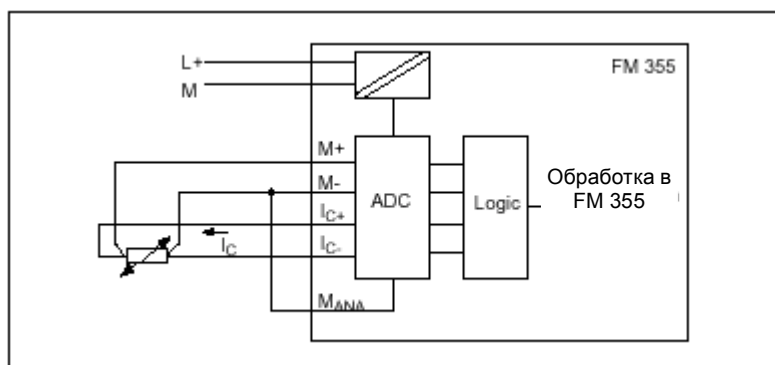 L+
FM 355
M
M+
M-
ADC
Logic
Обработка в
FM 355
IC+
IC
IC-
MANA